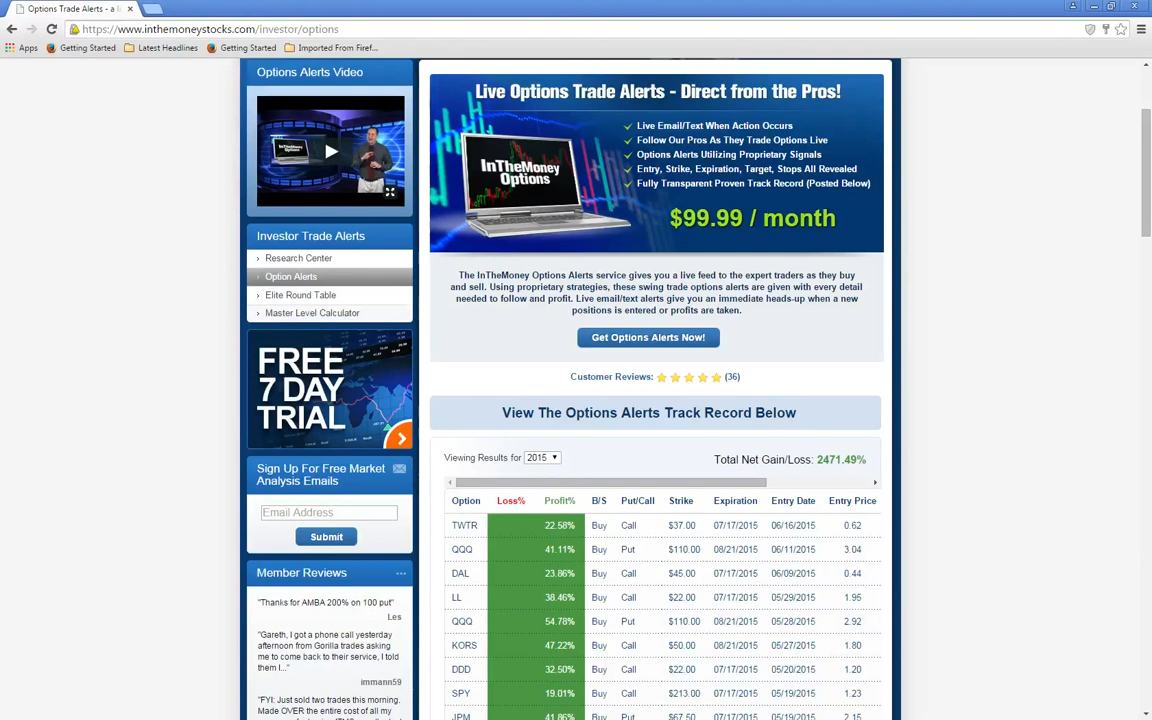 Options Trade Alerts - a l
https://www.inthemoneystocks.com/investor/options
Apps
Getting Started
Latest Headlines
Getting Started
Imported From Firef...
Options Alerts Video
InTheMoney
Options
Investor Trade Alerts
Research Center
Option Alerts
Elite Round Table
Master Level Calculator
FREE
7 DAY
TRIAL
Sign Up For Free Market
Analysis Emails
Email Address
Submit
Member Reviews
...
"Thanks for AMBA 200% on 100 put"
Les
"Gareth, I got a phone call yesterday
afternoon from Gorilla trades asking
me to come back to their service, I told
them I..."
immann59
"FYI: Just sold two trades this morning.
Made OVER the entire cost of all my
Live Options Trade Alerts - Direct from the Pros!
InTheMoney
Options
Live Email/Text When Action Occurs
Follow Our Pros As They Trade Options Live
Options Alerts Utilizing Proprietary Signals
Entry, Strike, Expiration, Target, Stops All Revealed
Fully Transparent Proven Track Record (Posted Below)
$99.99 / month
The InTheMoney Options Alerts service gives you a live feed to the expert traders as they buy
and sell. Using proprietary strategies, these swing trade options alerts are given with every detail
needed to follow and profit. Live email/text alerts give you an immediate heads-up when a new
positions is entered or profits are taken.
Get Options Alerts Now!
Customer Reviews: (36)
View The Options Alerts Track Record Below
Viewing Results for 2015 Total Net Gain/Loss: 2471.49%
Option Loss% Profit% B/S Put/Call Strike Expiration Entry Date Entry Price
TWTR 22.58% Buy Call $37.00 07/17/2015 06/16/2015 0.62
QQQ 41.11% Buy Put $110.00 08/21/2015 06/11/2015 3.04
DAL 23.86% Buy Call $45.00 07/17/2015 06/09/2015 0.44
LL 38.46% Buy Call $22.00 07/17/2015 05/29/2015 1.95
QQQ 54.78% Buy Put $110.00 08/21/2015 05/28/2015 2.92
KORS 47.22% Buy Call $50.00 08/21/2015 05/27/2015 1.80
DDD 32.50% Buy Call $22.00 07/17/2015 05/20/2015 1.20
SPY 19.01% Buy Call $213.00 07/17/2015 05/19/2015 1.23
JPM 41.86% Buy Put $67.50 08/21/2015 05/19/2015 2.15